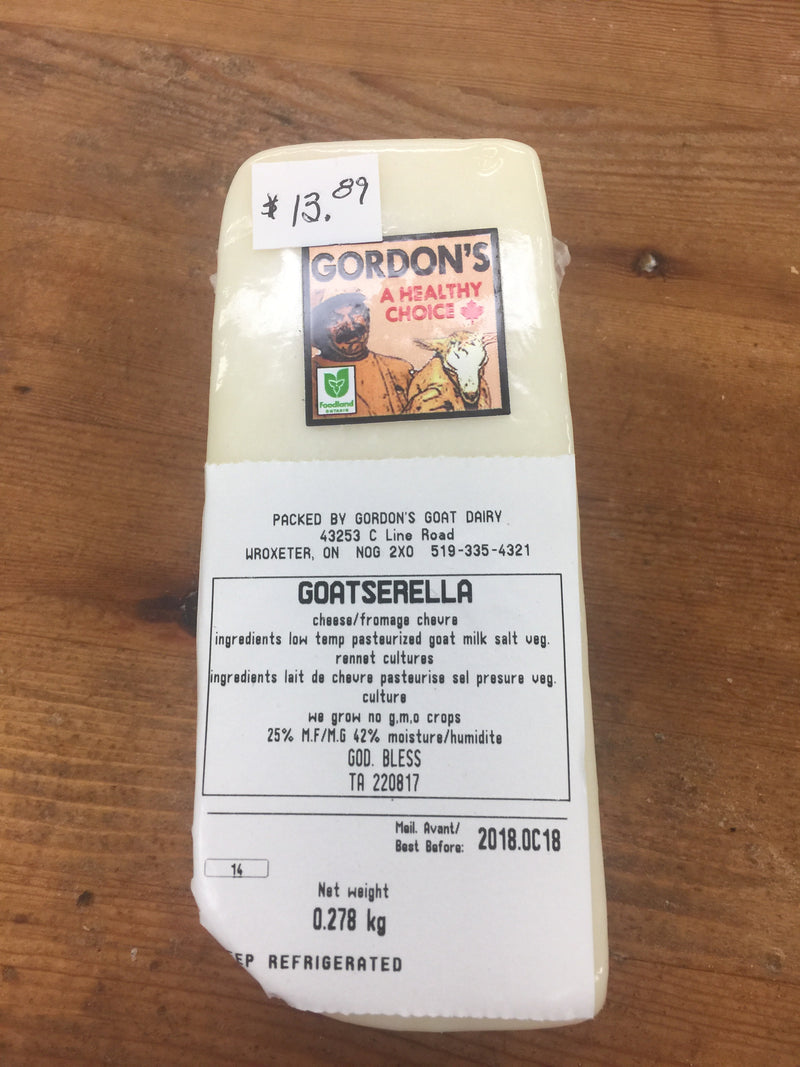 $ 13.89
GORDON'S
A HEALTHY
CHOICE
Foodland
ONTARIO
PACKED BY GORDON'S GOAT DAIRY
43253 C Line Road
WROXETER, ON NOG 2XO 519-335-4321
GOATSERELLA
cheese/fromage chevre
ingredients low temp pasteurized goat milk salt veg.
rennet cultures
ingredients lait de chevre pasteurise sel presure veg.
culture
we grow no g,m,o crops
25% M.F/M.G 42% moisture/humidite
GOD. BLESS
TA 220817
Meil. Avant/
Best Before: 2018.OC18
14
Net weight
0.278 kg
EP REFRIGERATED